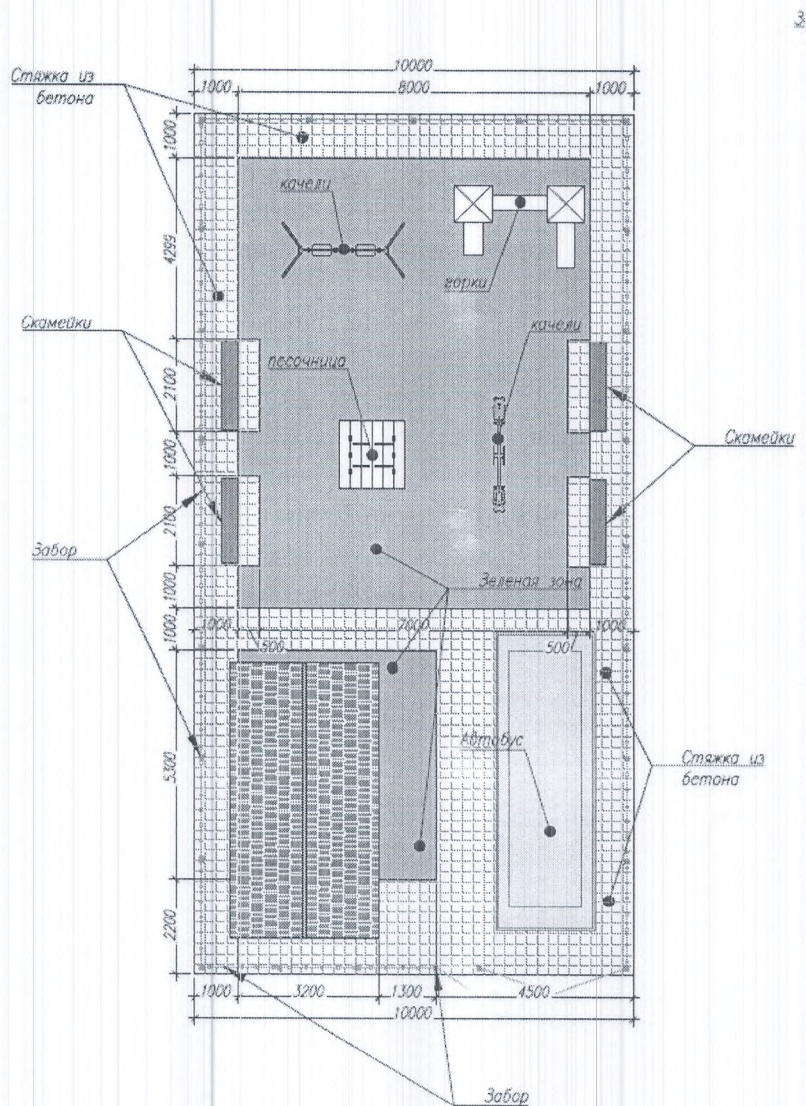 3
10000
1000 8000 1000
Стяжка из
бетона
1000
качели
4299
горки
Скамейки
качели
песочница
2100
Скамейки
1000
2100
Забор
Зеленая зона
1000
1000 7000 1000
1000
500 500
Автобус
Стяжка из
бетона
5300
2200
1000 3200 1300 4500
10000
Забор